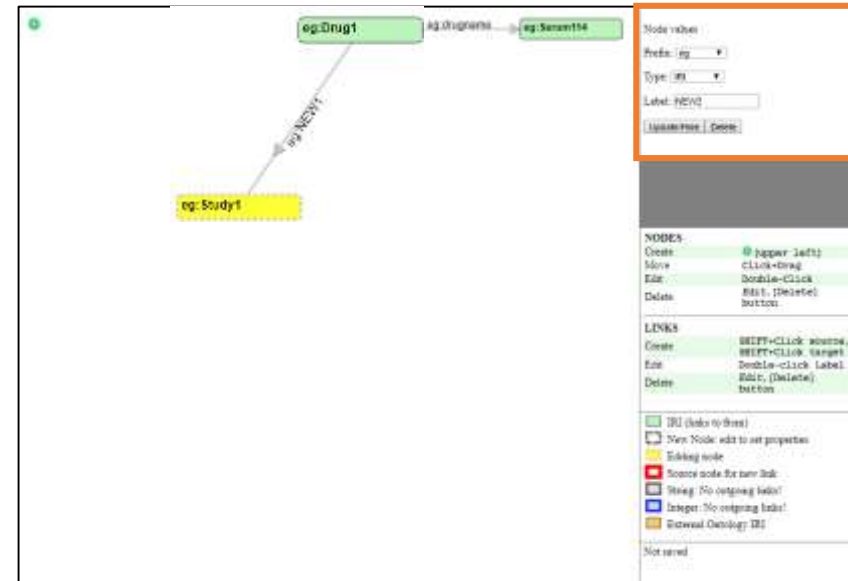 eg:Drug1
eg:drugname
eg:Serum114
eg:NEW1
eg:Study1
Node values
Prefix: eg
Type: IRI
Label: NEW2
Update Node Delete
NODES
Create (upper left)
Move Click+Drag
Edit Double-Click
Delete Edit, [Delete]
button
LINKS
Create SHIFT+Click source,
SHIFT+Click target
Edit Double-click label
Delete Edit, [Delete]
button
IRI (links to/from)
New Node: edit to set properties
Editing node
Source node for new link
String: No outgoing links!
Integer: No outgoing links!
External Ontology IRI
Not saved